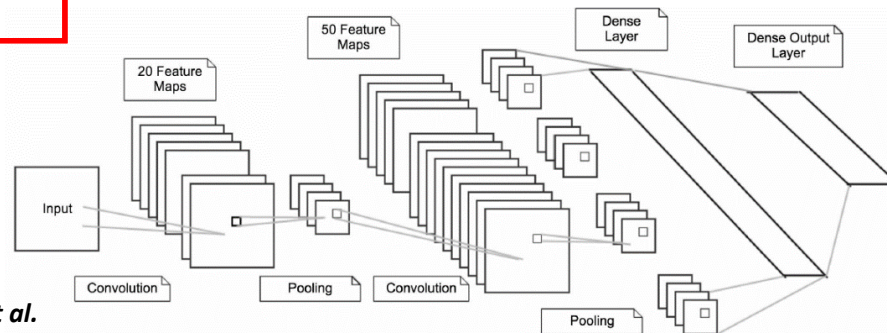 50 Feature
Maps
Dense
Layer
Dense Output
Layer
20 Feature
Maps
Input
Convolution
Pooling
Convolution
Pooling
al.